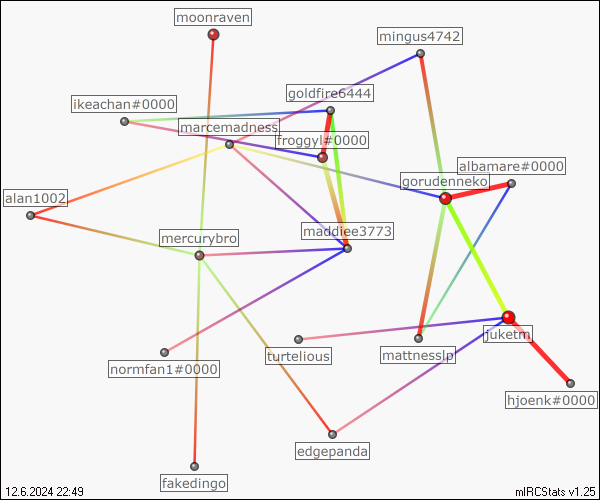 moonraven
mingus4742
goldfire6444
ikeachan#0000
marcemadness
froggyl#0000
albamare#0000
gorudenneko
alan1002
maddiee3773
mercurybro
juketm
turtelious
mattnesslp
normfan1#0000
hjoenk#0000
edgepanda
fakedingo
12.6.2024 22:49
mIRCStats v1.25